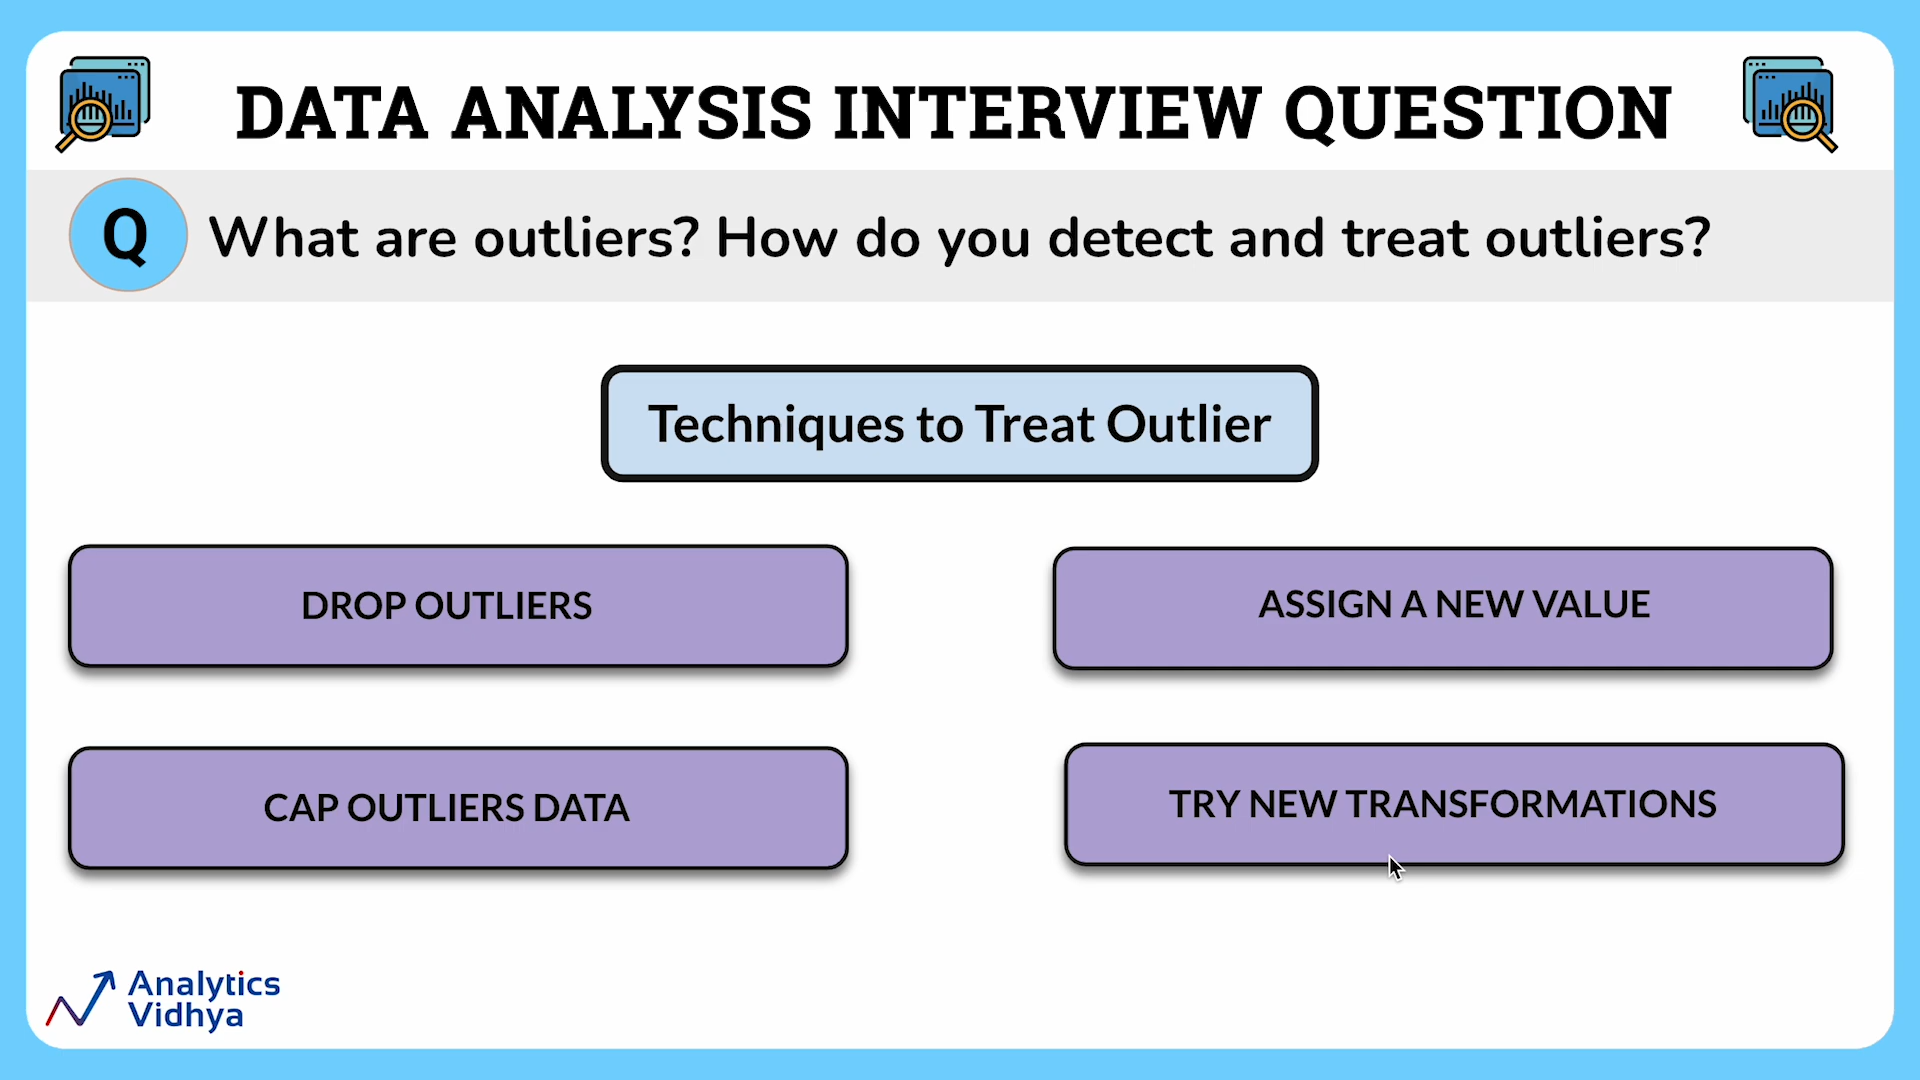 DATA ANALYSIS INTERVIEW QUESTION
Q What are outliers? How do you detect and treat outliers?
Techniques to Treat Outlier
DROP OUTLIERS
ASSIGN A NEW VALUE
CAP OUTLIERS DATA
TRY NEW TRANSFORMATIONS
Analytics
Vidhya